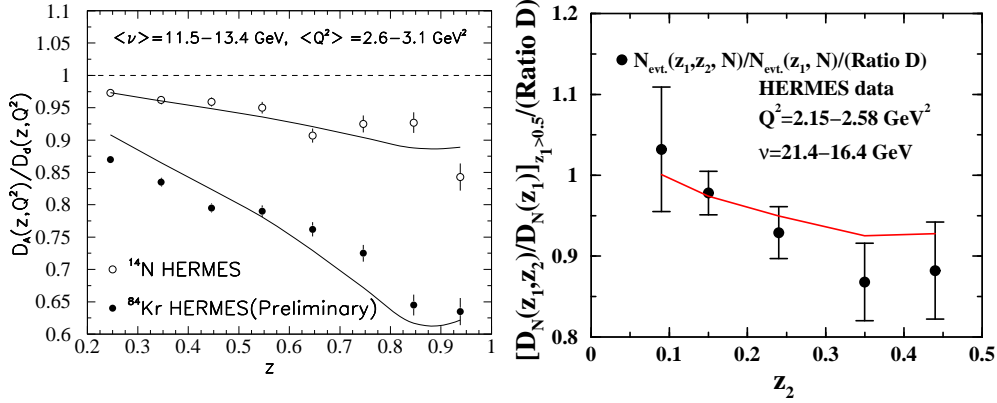 ⟨ν⟩=11.5–13.4 GeV, ⟨Q²⟩ =2.6–3.1 GeV²
D_A(z,Q²)/D_d(z,Q²)
1.1
1.05
1
0.95
0.9
0.85
0.8
0.75
0.7
0.65
0.6
¹⁴N HERMES
⁸⁴Kr HERMES(Preliminary)
0.2 0.3 0.4 0.5 0.6 0.7 0.8 0.9 1
z
[D_N(z₁,z₂)/D_N(z₁)]_{z₁>0.5}/(Ratio D)
1.2
1.1
1
0.9
0.8
N_{evt.}(z₁,z₂, N)/N_{evt.}(z₁, N)/(Ratio D)
HERMES data
Q²=2.15–2.58 GeV²
ν=21.4–16.4 GeV
0 0.1 0.2 0.3 0.4 0.5
z₂